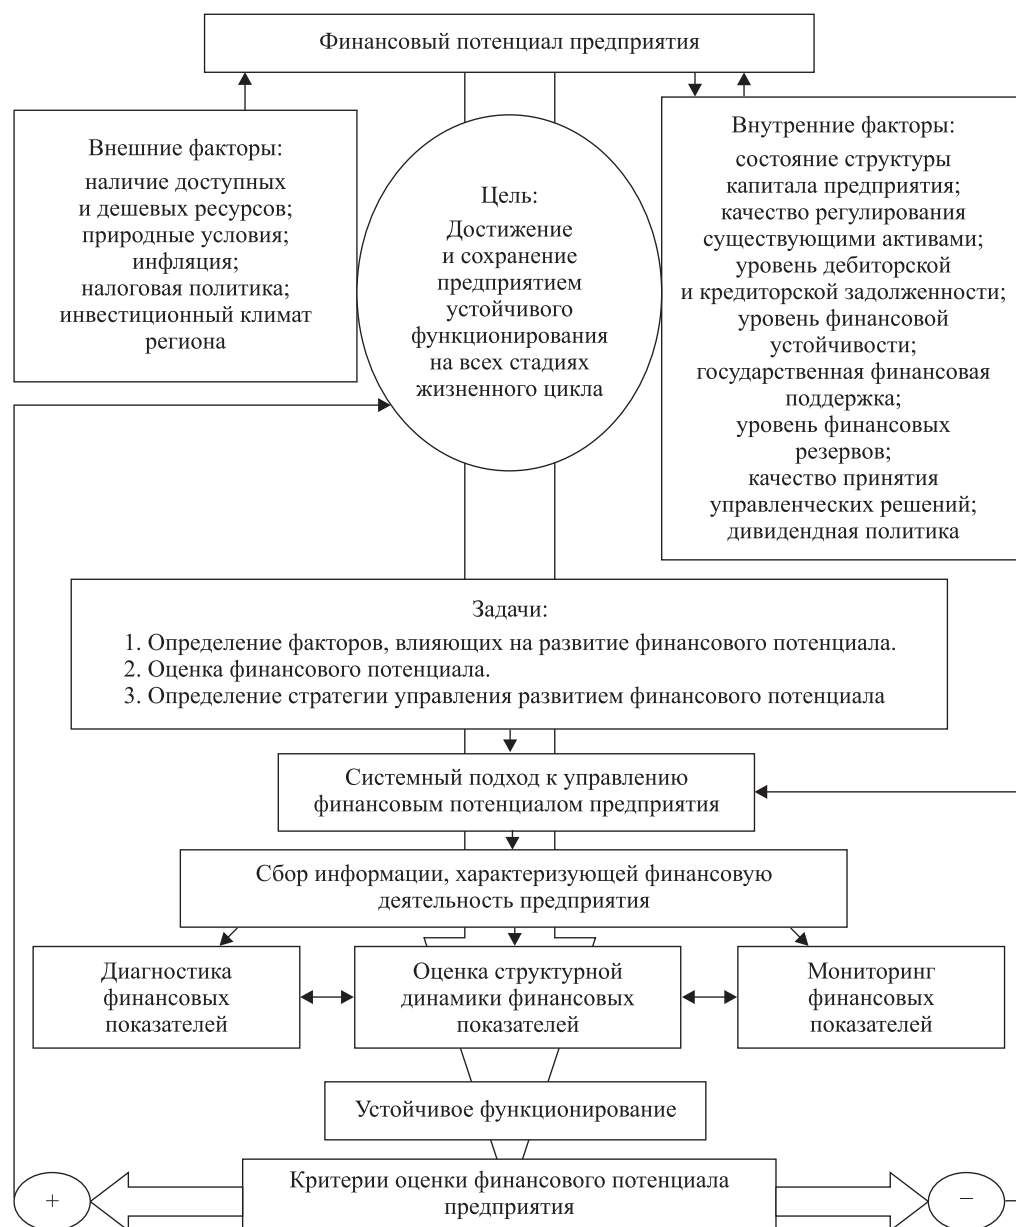 Финансовый потенциал предприятия
Внешние факторы:
наличие доступных
и дешевых ресурсов;
природные условия;
инфляция;
налоговая политика;
инвестиционный климат
региона
Цель:
Достижение
и сохранение
предприятием
устойчивого
функционирования
на всех стадиях
жизненного цикла
Внутренние факторы:
состояние структуры
капитала предприятия;
качество регулирования
существующими активами;
уровень дебиторской
и кредиторской задолженности;
уровень финансовой
устойчивости;
государственная финансовая
поддержка;
уровень финансовых
резервов;
качество принятия
управленческих решений;
дивидендная политика
Задачи:
1. Определение факторов, влияющих на развитие финансового потенциала.
2. Оценка финансового потенциала.
3. Определение стратегии управления развитием финансового потенциала
Системный подход к управлению
финансовым потенциалом предприятия
Сбор информации, характеризующей финансовую
деятельность предприятия
Диагностика
финансовых
показателей
Оценка структурной
динамики финансовых
показателей
Мониторинг
финансовых
показателей
Устойчивое функционирование
Критерии оценки финансового потенциала
предприятия
+
−